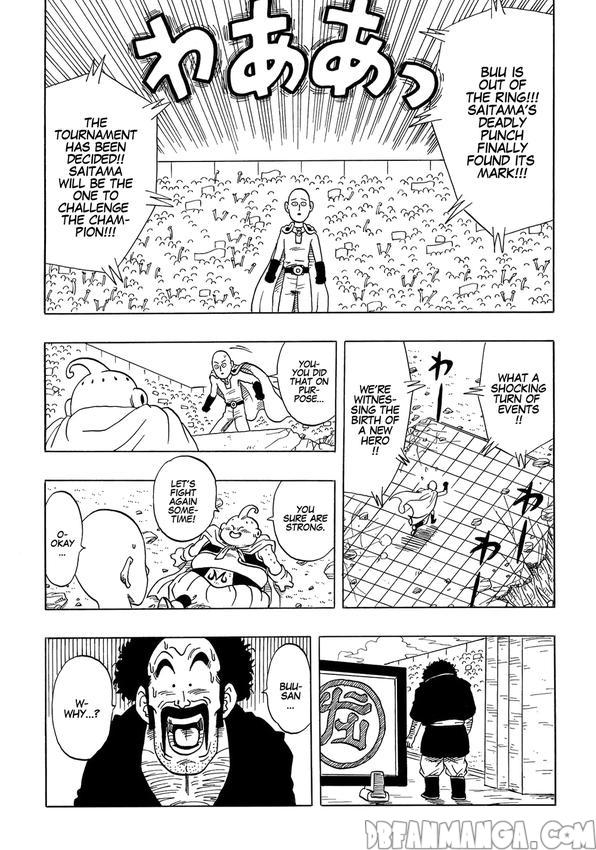 わああっ
BUU IS
OUT OF
THE RING!!!
SAITAMA'S
DEADLY
PUNCH
FINALLY
FOUND ITS
MARK!!!
THE
TOURNAMENT
HAS BEEN
DECIDED!!
SAITAMA
WILL BE
THE ONE TO
CHALLENGE
THE CHAM-
PION!!!
WHAT A
SHOCKING
TURN OF
EVENTS
!!
WE'RE
WITNES-
SING THE
BIRTH OF
A NEW
HERO
!!
わー
わー
わー
YOU-
YOU DID
THAT ON
PUR-
POSE...
YOU
SURE ARE
STRONG.
LET'S
FIGHT
AGAIN
SOME-
TIME!
O-
OKAY
...
M
BUU-
SAN...
W-
WHY...?
DBFANMANGA.COM